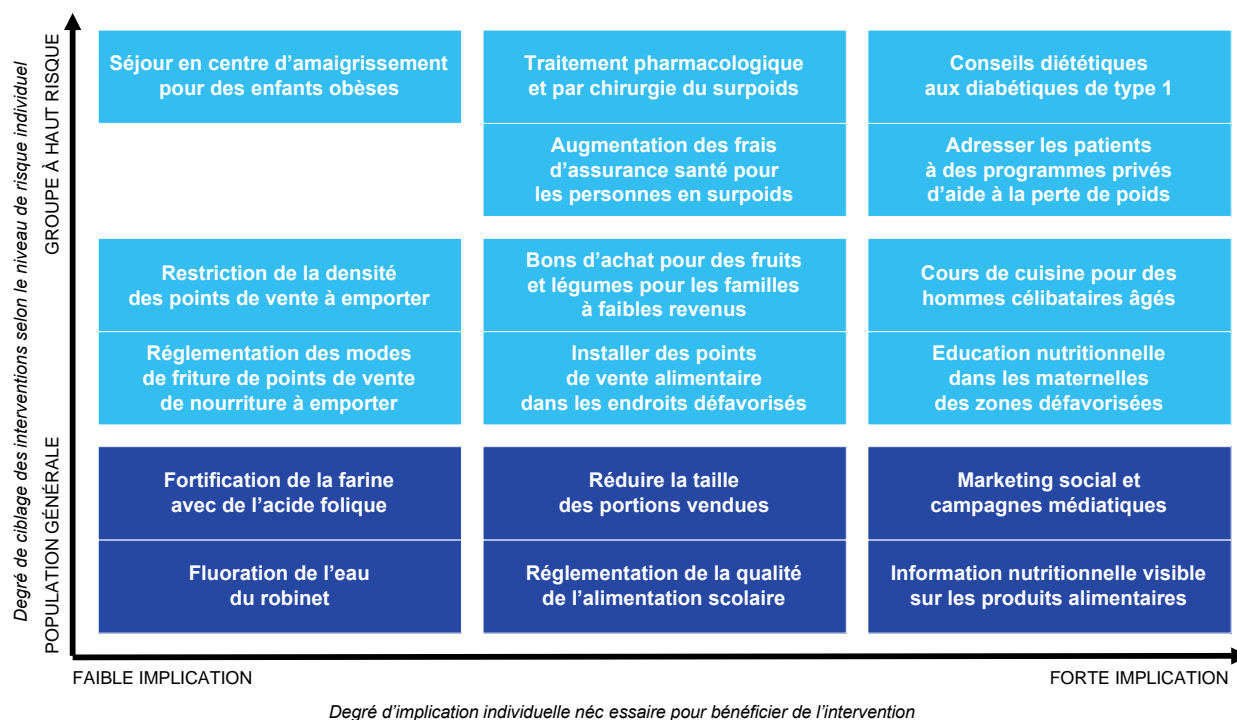 Degré de ciblage des interventions selon le niveau de risque individuel
GROUPE À HAUT RISQUE
POPULATION GÉNÉRALE
Séjour en centre d’amaigrissement
pour des enfants obèses
Traitement pharmacologique
et par chirurgie du surpoids
Conseils diététiques
aux diabétiques de type 1
Augmentation des frais
d’assurance santé pour
les personnes en surpoids
Adresser les patients
à des programmes privés
d’aide à la perte de poids
Restriction de la densité
des points de vente à emporter
Bons d’achat pour des fruits
et légumes pour les familles
à faibles revenus
Cours de cuisine pour des
hommes célibataires âgés
Réglementation des modes
de friture de points de vente
de nourriture à emporter
Installer des points
de vente alimentaire
dans les endroits défavorisés
Education nutritionnelle
dans les maternelles
des zones défavorisées
Fortification de la farine
avec de l’acide folique
Réduire la taille
des portions vendues
Marketing social et
campagnes médiatiques
Fluoration de l’eau
du robinet
Réglementation de la qualité
de l’alimentation scolaire
Information nutritionnelle visible
sur les produits alimentaires
FAIBLE IMPLICATION
FORTE IMPLICATION
Degré d’implication individuelle néc essaire pour bénéficier de l’intervention